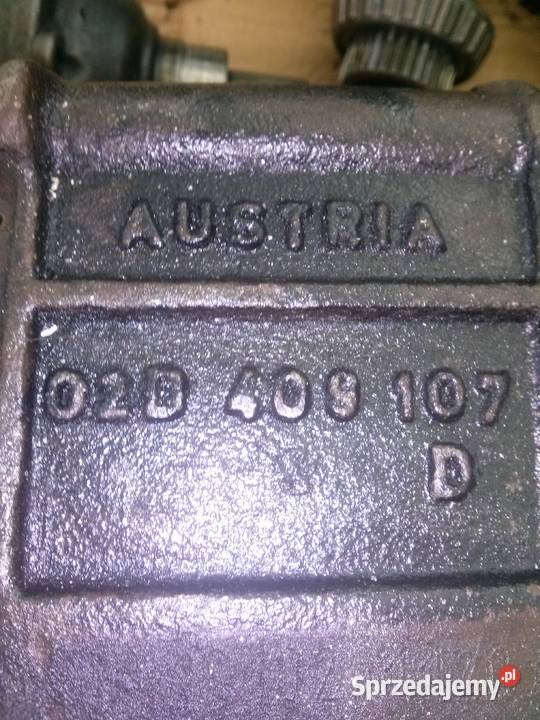 AUSTRIA
02D 409 107
D
Sprzedajemy.pl